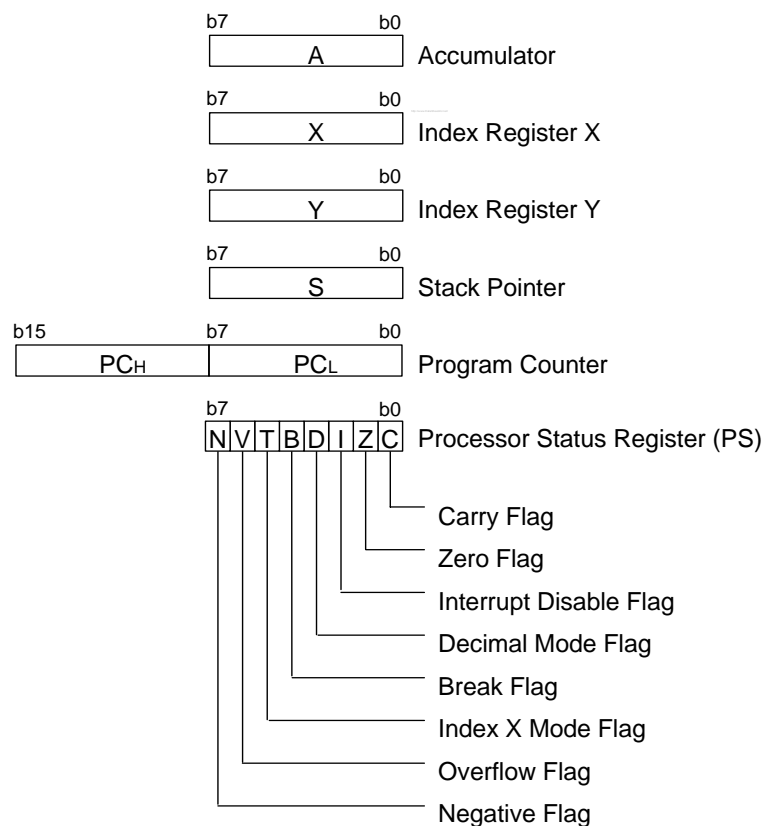 b7 b0
A Accumulator
b7 b0
X Index Register X
b7 b0
Y Index Register Y
b7 b0
S Stack Pointer
b15 b7 b0
PCH PCL Program Counter
b7 b0
N V T B D I Z C Processor Status Register (PS)
Carry Flag
Zero Flag
Interrupt Disable Flag
Decimal Mode Flag
Break Flag
Index X Mode Flag
Overflow Flag
Negative Flag